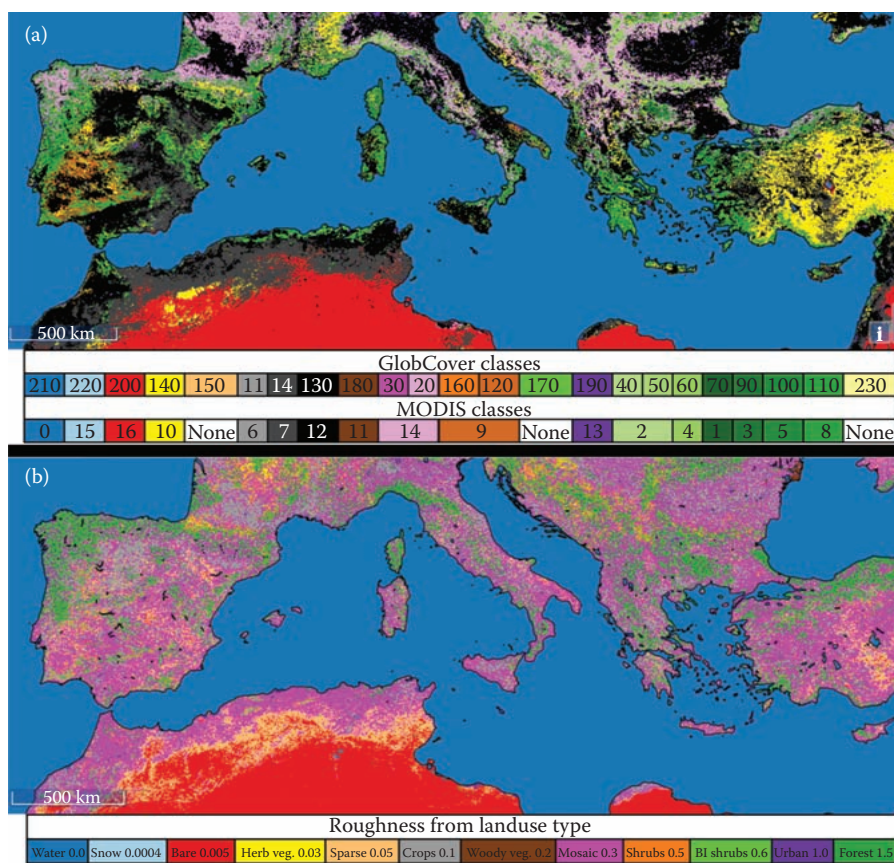 (a)
500 km
i
GlobCover classes
210 220 200 140 150 11 14 130 180 30 20 160 120 170 190 40 50 60 70 90 100 110 230
MODIS classes
0 15 16 10 None 6 7 12 11 14 9 None 13 2 4 1 3 5 8 None
(b)
500 km
Roughness from landuse type
Water 0.0 Snow 0.0004 Bare 0.005 Herb veg. 0.03 Sparse 0.05 Crops 0.1 Woody veg. 0.2 Mosaic 0.3 Shrubs 0.5 BI shrubs 0.6 Urban 1.0 Forest